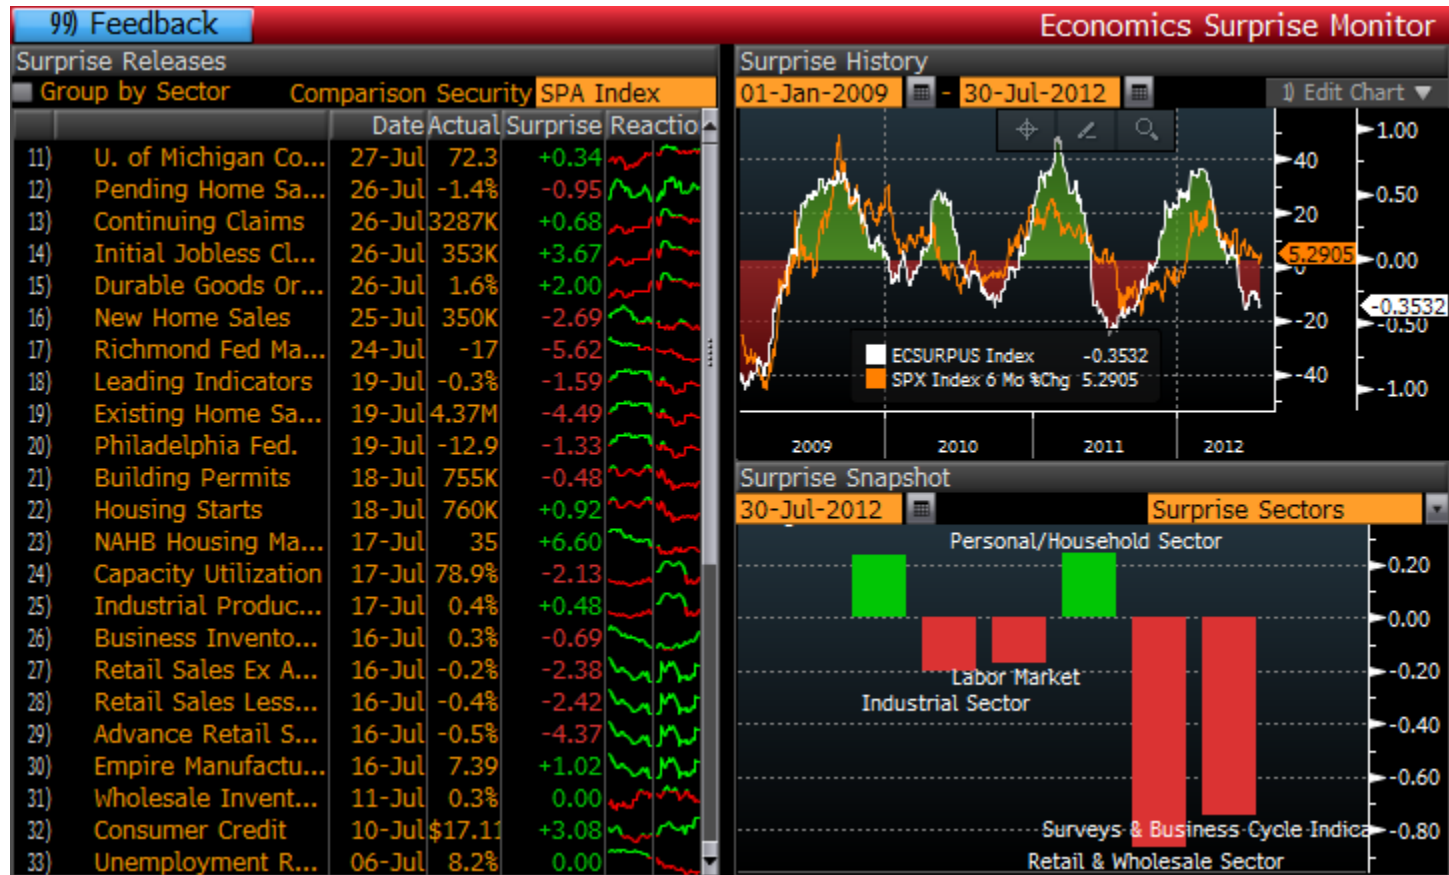 99) Feedback
Economics Surprise Monitor
Surprise Releases
Group by Sector Comparison Security SPA Index
Date Actual Surprise Reactio
11) U. of Michigan Co... 27-Jul 72.3 +0.34
12) Pending Home Sa... 26-Jul -1.4% -0.95
13) Continuing Claims 26-Jul 3287K +0.68
14) Initial Jobless Cl... 26-Jul 353K +3.67
15) Durable Goods Or... 26-Jul 1.6% +2.00
16) New Home Sales 25-Jul 350K -2.69
17) Richmond Fed Ma... 24-Jul -17 -5.62
18) Leading Indicators 19-Jul -0.3% -1.59
19) Existing Home Sa... 19-Jul 4.37M -4.49
20) Philadelphia Fed. 19-Jul -12.9 -1.33
21) Building Permits 18-Jul 755K -0.48
22) Housing Starts 18-Jul 760K +0.92
23) NAHB Housing Ma... 17-Jul 35 +6.60
24) Capacity Utilization 17-Jul 78.9% -2.13
25) Industrial Produc... 17-Jul 0.4% +0.48
26) Business Invento... 16-Jul 0.3% -0.69
27) Retail Sales Ex A... 16-Jul -0.2% -2.38
28) Retail Sales Less... 16-Jul -0.4% -2.42
29) Advance Retail S... 16-Jul -0.5% -4.37
30) Empire Manufactu... 16-Jul 7.39 +1.02
31) Wholesale Invent... 11-Jul 0.3% 0.00
32) Consumer Credit 10-Jul $17.11 +3.08
33) Unemployment R... 06-Jul 8.2% 0.00
Surprise History
01-Jan-2009 - 30-Jul-2012 1) Edit Chart
1.00
40
0.50
20
5.2905
0.00
0
-0.3532
-20
-0.50
-40
-1.00
ECSURPUS Index -0.3532
SPX Index 6 Mo %Chg 5.2905
2009 2010 2011 2012
Surprise Snapshot
30-Jul-2012 Surprise Sectors
Personal/Household Sector
0.20
0.00
-0.20
Labor Market
Industrial Sector
-0.40
-0.60
Surveys & Business Cycle Indica
-0.80
Retail & Wholesale Sector